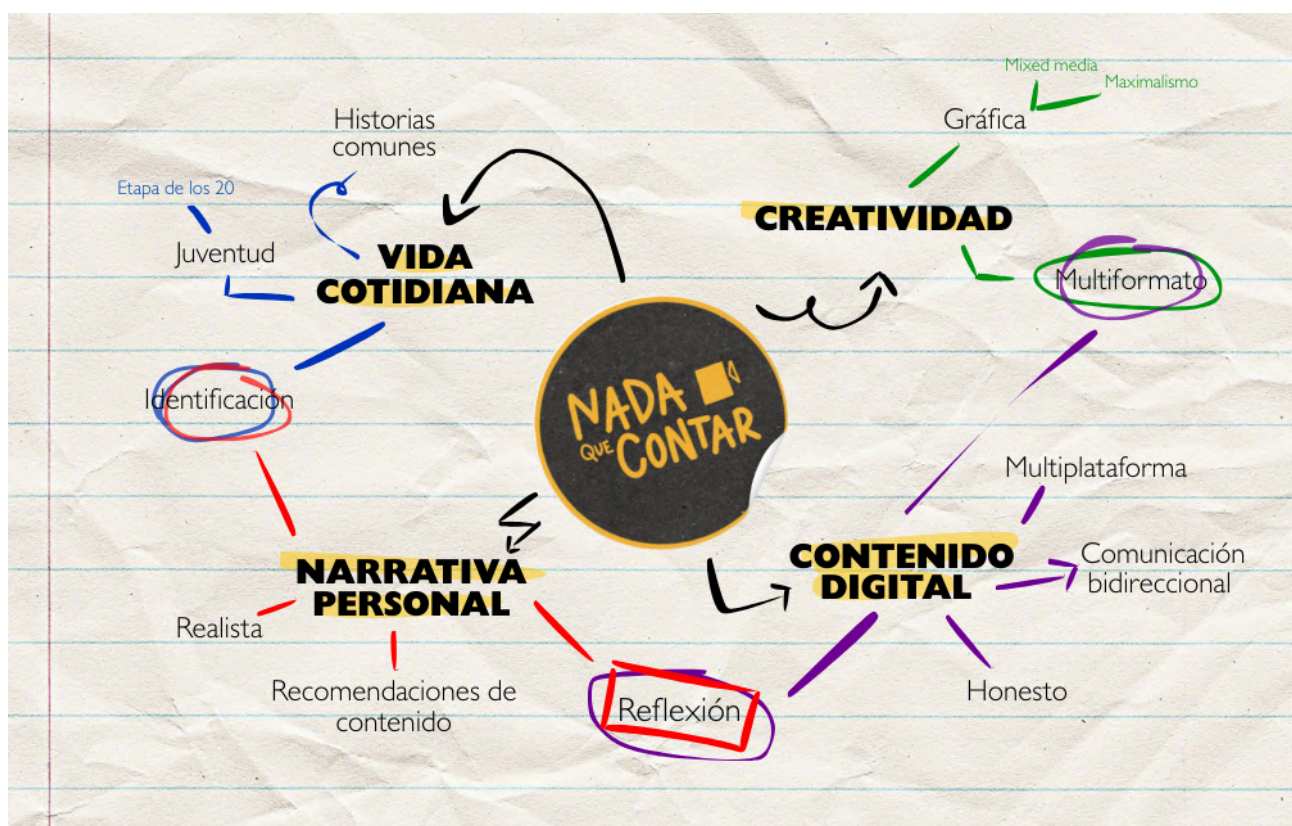 Mixed media
Maximalismo
Gráfica
Historias
comunes
Etapa de los 20
CREATIVIDAD
Juventud
VIDA
COTIDIANA
Multiformato
Identificación
NADA
QUE CONTAR
Multiplataforma
CONTENIDO
DIGITAL
Comunicación
bidireccional
NARRATIVA
PERSONAL
Realista
Recomendaciones de
contenido
Reflexión
Honesto